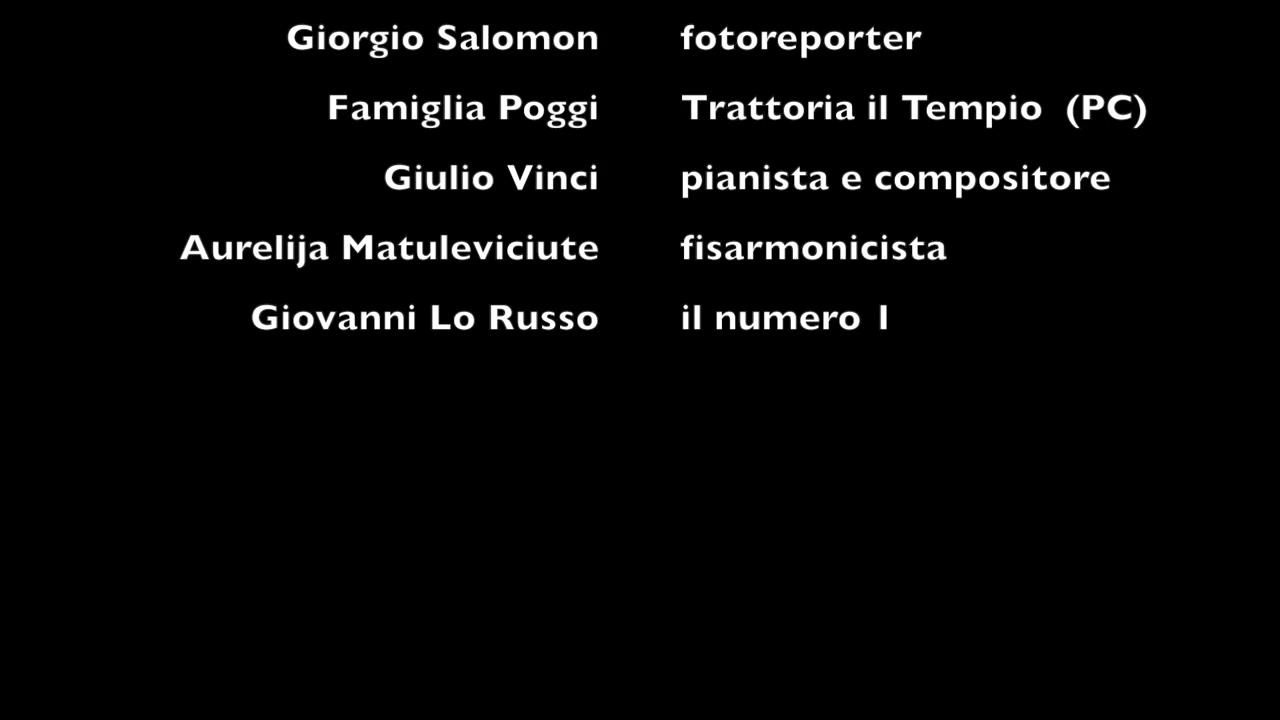 Giorgio Salomon fotoreporter
Famiglia Poggi Trattoria il Tempio (PC)
Giulio Vinci pianista e compositore
Aurelija Matuleviciute fisarmonicista
Giovanni Lo Russo il numero 1